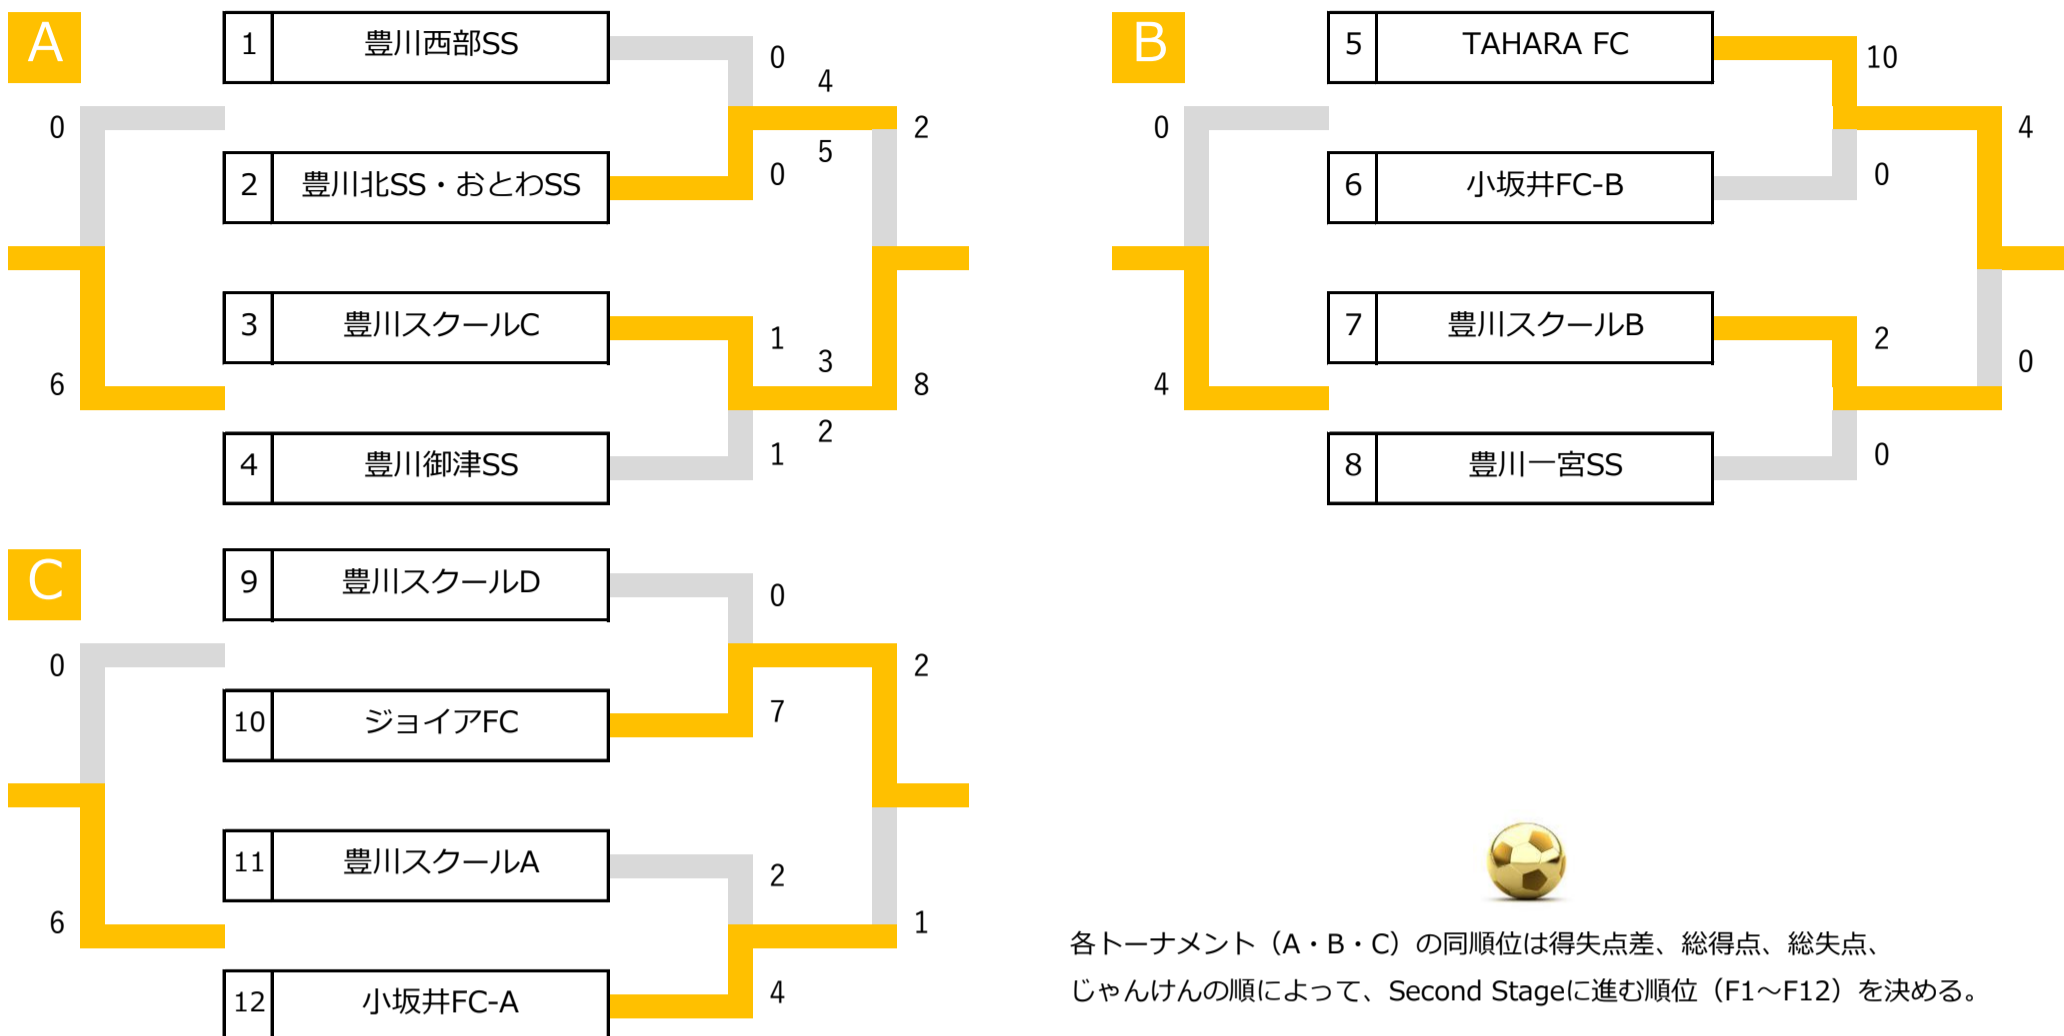 A
1 豊川西部SS
0
4
0
2
5
2 豊川北SS・おとわSS
0
3 豊川スクールC
1
3
6
8
2
4 豊川御津SS
1
B
5 TAHARA FC
10
0
4
6 小坂井FC-B
0
7 豊川スクールB
2
0
4
8 豊川一宮SS
0
C
9 豊川スクールD
0
0
2
10 ジョイアFC
7
11 豊川スクールA
2
6
1
12 小坂井FC-A
4
各トーナメント（A・B・C）の同順位は得失点差、総得点、総失点、
じゃんけんの順によって、Second Stageに進む順位（F1～F12）を決める。